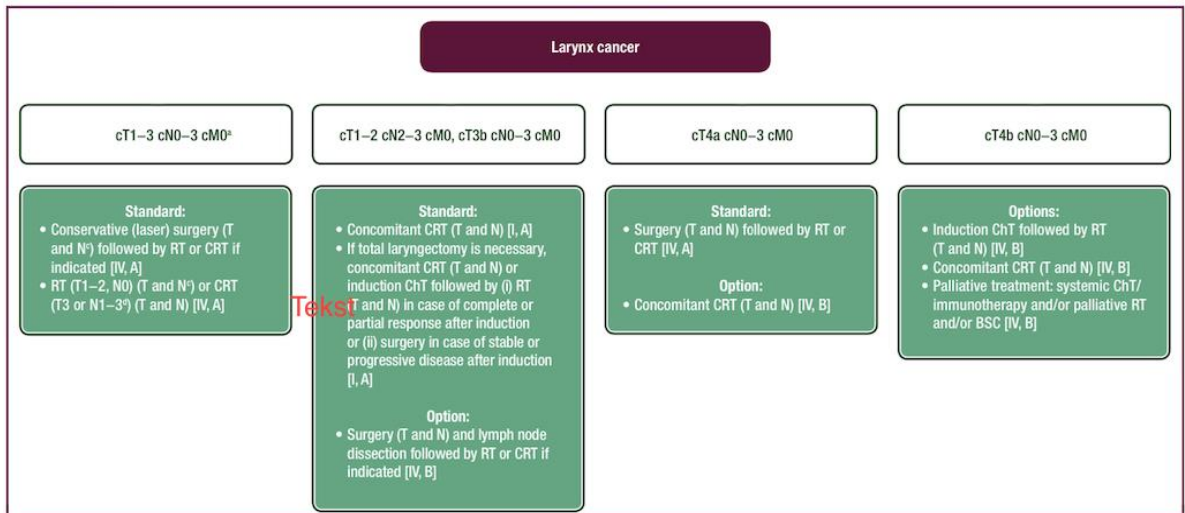 Larynx cancer
cT1–3 cN0–3 cM0ᵃ
Standard:
• Conservative (laser) surgery (T
and Nᶜ) followed by RT or CRT if
indicated [IV, A]
• RT (T1–2, N0) (T and Nᶜ) or CRT
(T3 or N1–3ᵈ) (T and N) [IV, A]
Tekst
cT1–2 cN2–3 cM0, cT3b cN0–3 cM0
Standard:
• Concomitant CRT (T and N) [I, A]
• If total laryngectomy is necessary,
concomitant CRT (T and N) or
induction ChT followed by (i) RT
(T and N) in case of complete or
partial response after induction
or (ii) surgery in case of stable or
progressive disease after induction
[I, A]
Option:
• Surgery (T and N) and lymph node
dissection followed by RT or CRT if
indicated [IV, B]
cT4a cN0–3 cM0
Standard:
• Surgery (T and N) followed by RT or
CRT [IV, A]
Option:
• Concomitant CRT (T and N) [IV, B]
cT4b cN0–3 cM0
Options:
• Induction ChT followed by RT
(T and N) [IV, B]
• Concomitant CRT (T and N) [IV, B]
• Palliative treatment: systemic ChT/
immunotherapy and/or palliative RT
and/or BSC [IV, B]